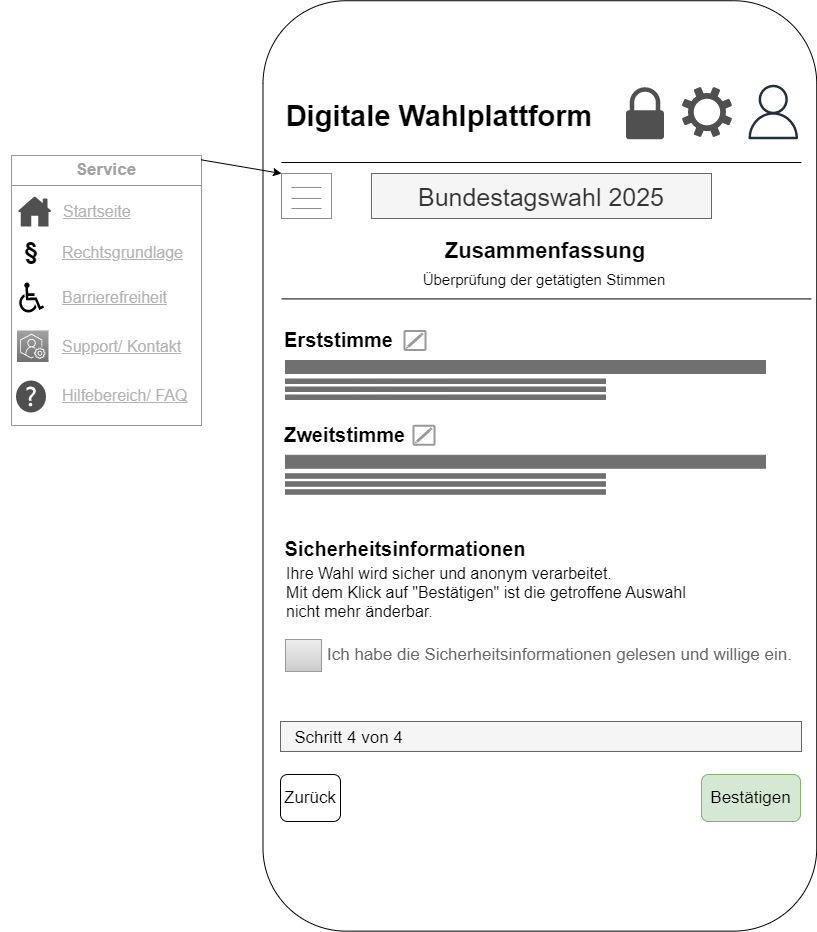 Digitale Wahlplattform
Service
Startseite
§ Rechtsgrundlage
Barrierefreiheit
Support/ Kontakt
? Hilfebereich/ FAQ
Bundestagswahl 2025
Zusammenfassung
Überprüfung der getätigten Stimmen
Erststimme
Zweitstimme
Sicherheitsinformationen
Ihre Wahl wird sicher und anonym verarbeitet.
Mit dem Klick auf "Bestätigen" ist die getroffene Auswahl
nicht mehr änderbar.
Ich habe die Sicherheitsinformationen gelesen und willige ein.
Schritt 4 von 4
Zurück
Bestätigen